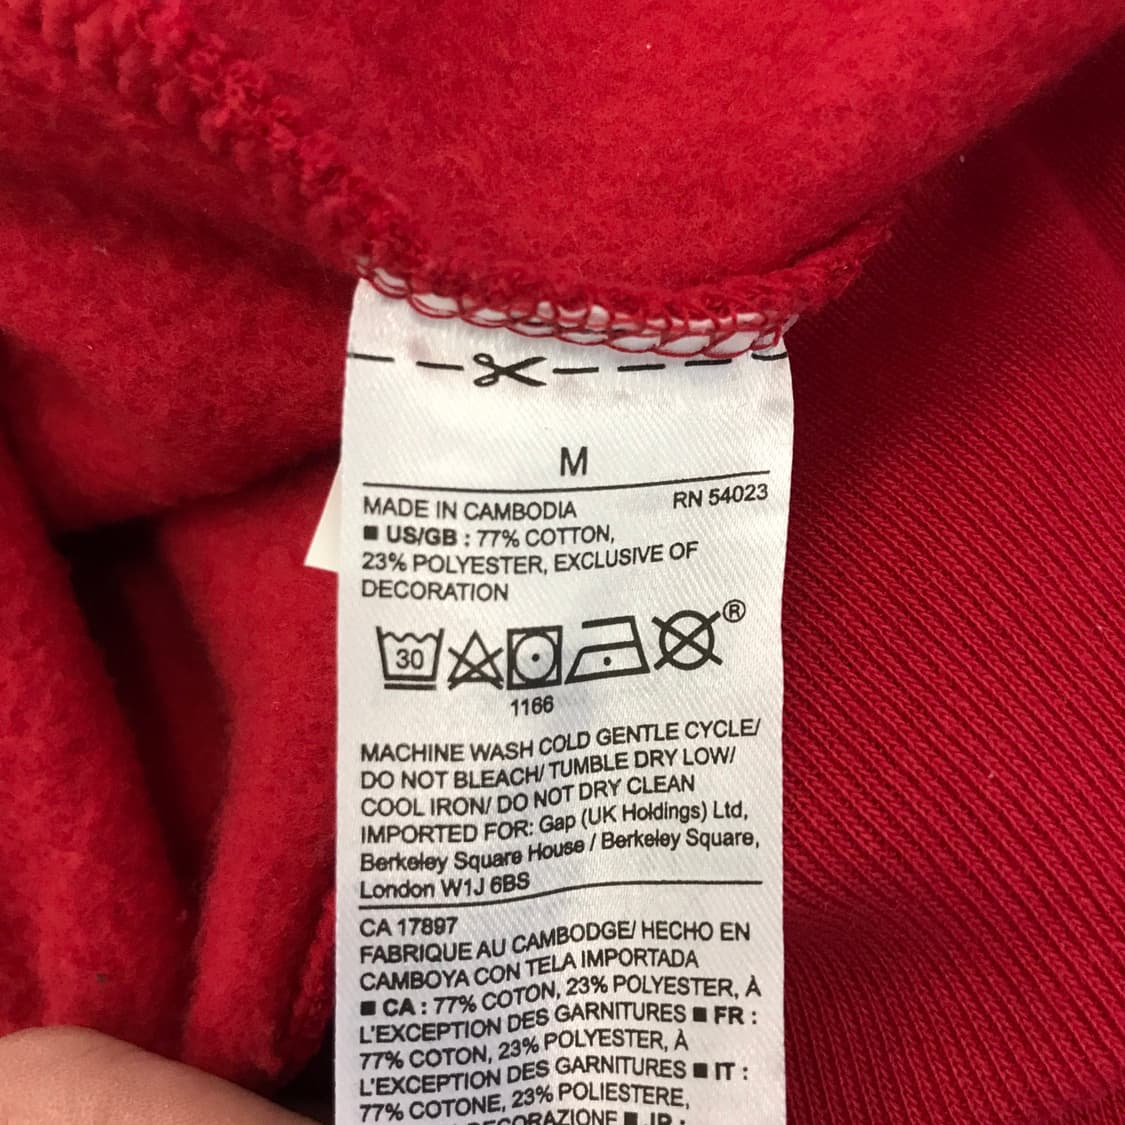 M
MADE IN CAMBODIA RN 54023
■ US/GB : 77% COTTON,
23% POLYESTER, EXCLUSIVE OF
DECORATION
30 ®
1166
MACHINE WASH COLD GENTLE CYCLE/
DO NOT BLEACH/ TUMBLE DRY LOW/
COOL IRON/ DO NOT DRY CLEAN
IMPORTED FOR: Gap (UK Holdings) Ltd,
Berkeley Square House / Berkeley Square,
London W1J 6BS
CA 17897
FABRIQUE AU CAMBODGE/ HECHO EN
CAMBOYA CON TELA IMPORTADA
■ CA : 77% COTON, 23% POLYESTER, À
L'EXCEPTION DES GARNITURES ■ FR :
77% COTON, 23% POLYESTER, À
L'EXCEPTION DES GARNITURES ■ IT :
77% COTONE, 23% POLIESTERE,
■ JP :